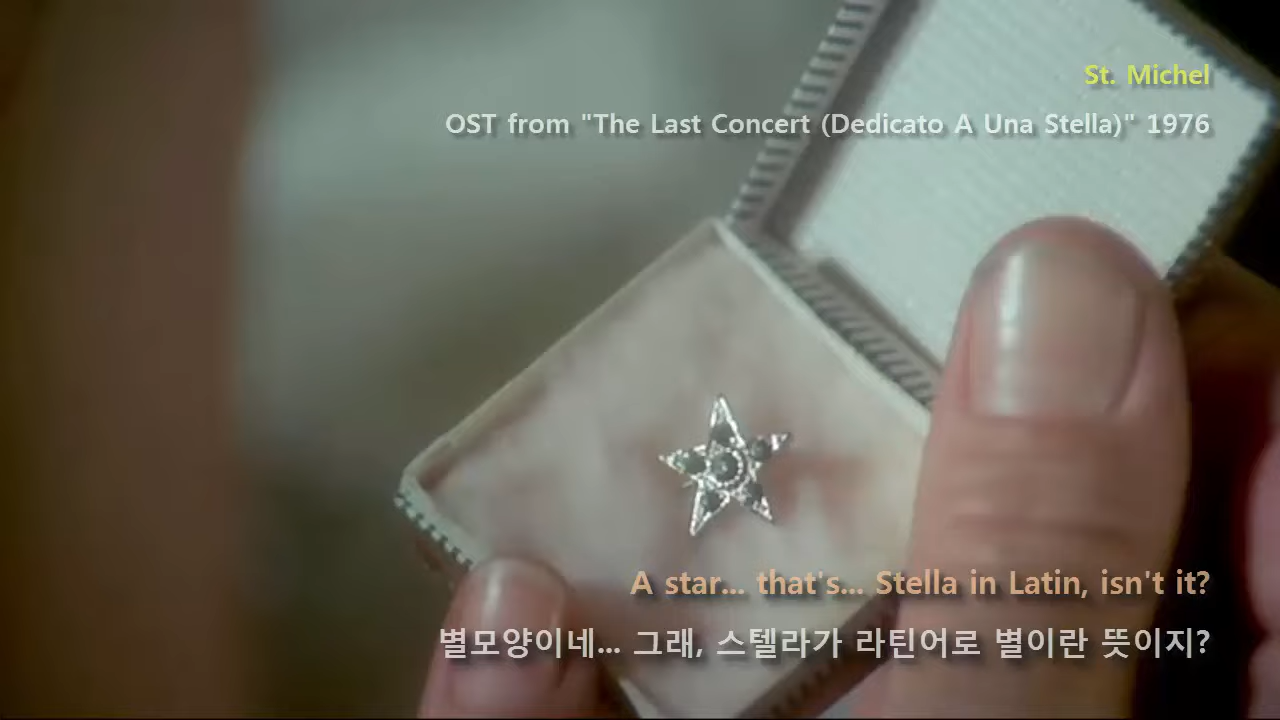 St. Michel
OST from "The Last Concert (Dedicato A Una Stella)" 1976
A star... that's... Stella in Latin, isn't it?
별모양이네... 그래, 스텔라가 라틴어로 별이란 뜻이지?